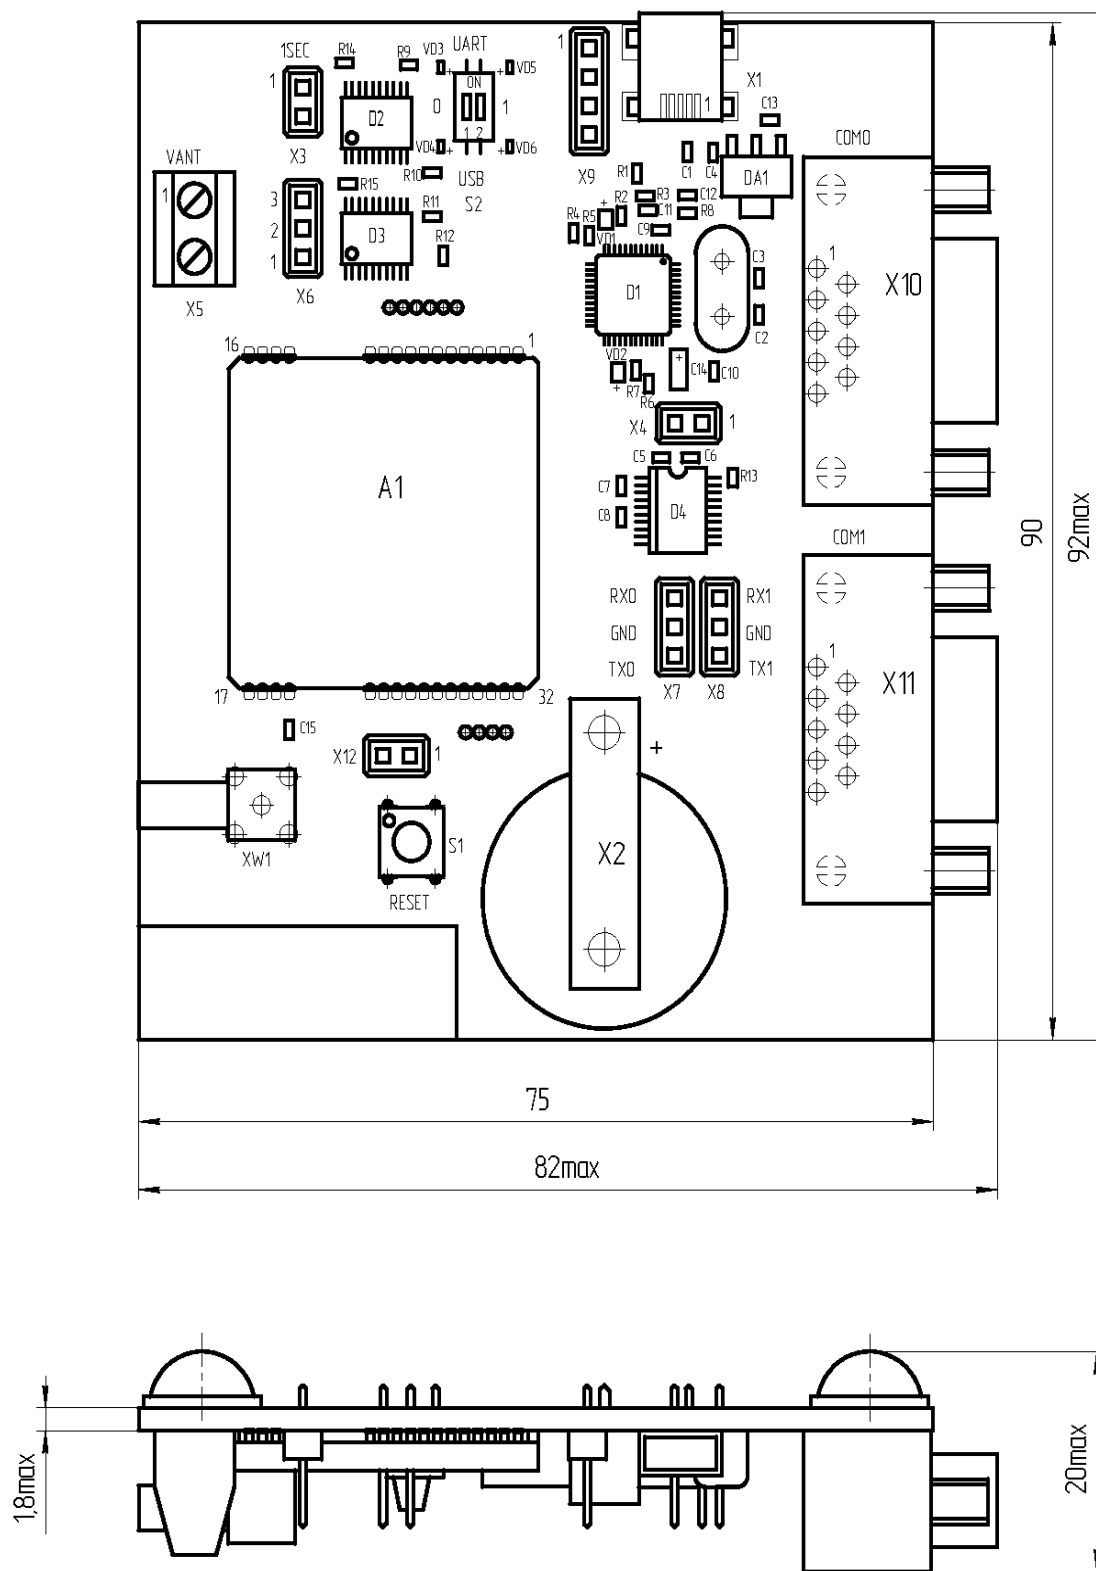 1SEC
R14
R9
VD3
UART
VD5
1
1
D2
ON
0
1
1 2
1
X1
C13
COM0
X3
VD4
VD6
X9
VANT
R15
R10
USB
S2
R1
C1
C4
DA1
1
3
2
1
R11
D3
R12
R2
R3
C12
C11
R8
R4
R5
VD1
C9
X5
X6
D1
C3
C2
1
X10
16
1
VD2
R7
R6
C14
C10
X4
1
C5
C6
R13
A1
C7
C8
D4
COM1
RX0
RX1
GND
GND
TX0
TX1
X7
X8
1
X11
17
32
C15
X12
1
+
XW1
S1
RESET
X2
90
92max
75
82max
1,8max
20max